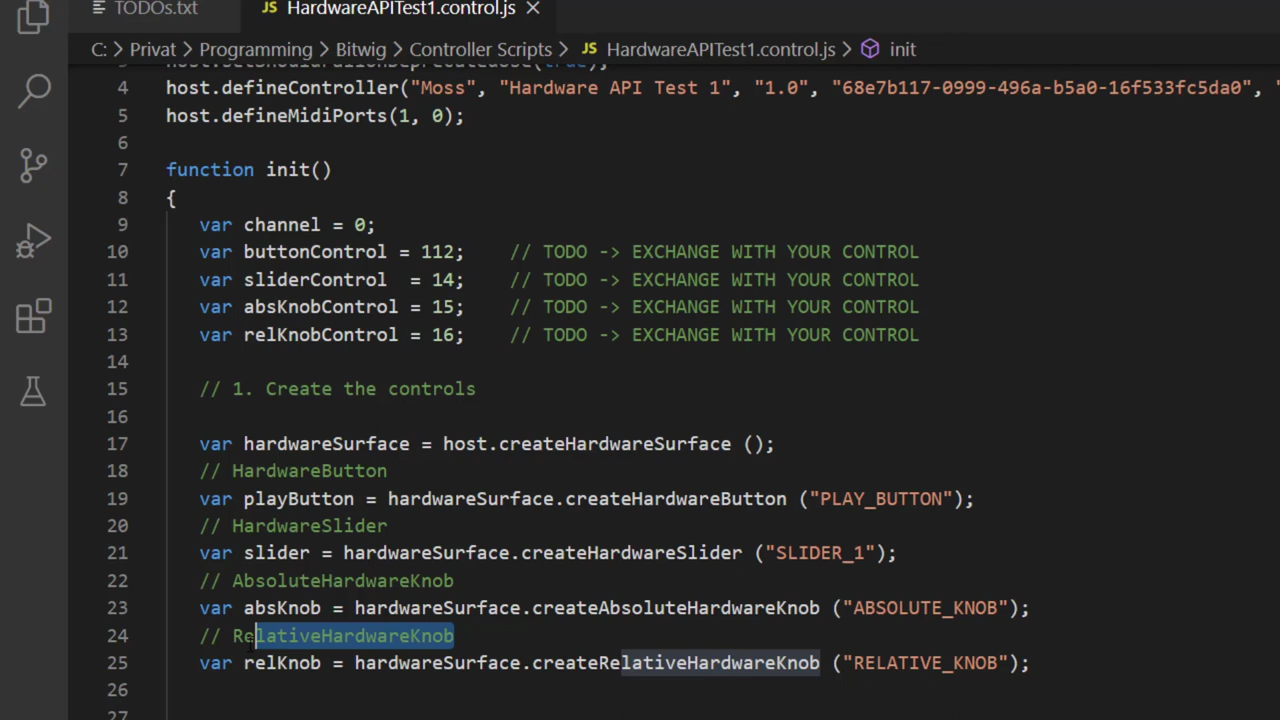 TODOs.txt
JS HardwareAPITest1.control.js
C: > Privat > Programming > Bitwig > Controller Scripts > JS HardwareAPITest1.control.js > init
4 host.defineController("Moss", "Hardware API Test 1", "1.0", "68e7b117-0999-496a-b5a0-16f533fc5da0", "
5 host.defineMidiPorts(1, 0);
6
7 function init()
8 {
9 var channel = 0;
10 var buttonControl = 112; // TODO -> EXCHANGE WITH YOUR CONTROL
11 var sliderControl = 14; // TODO -> EXCHANGE WITH YOUR CONTROL
12 var absKnobControl = 15; // TODO -> EXCHANGE WITH YOUR CONTROL
13 var relKnobControl = 16; // TODO -> EXCHANGE WITH YOUR CONTROL
14
15 // 1. Create the controls
16
17 var hardwareSurface = host.createHardwareSurface ();
18 // HardwareButton
19 var playButton = hardwareSurface.createHardwareButton ("PLAY_BUTTON");
20 // HardwareSlider
21 var slider = hardwareSurface.createHardwareSlider ("SLIDER_1");
22 // AbsoluteHardwareKnob
23 var absKnob = hardwareSurface.createAbsoluteHardwareKnob ("ABSOLUTE_KNOB");
24 // RelativeHardwareKnob
25 var relKnob = hardwareSurface.createRelativeHardwareKnob ("RELATIVE_KNOB");
26
27